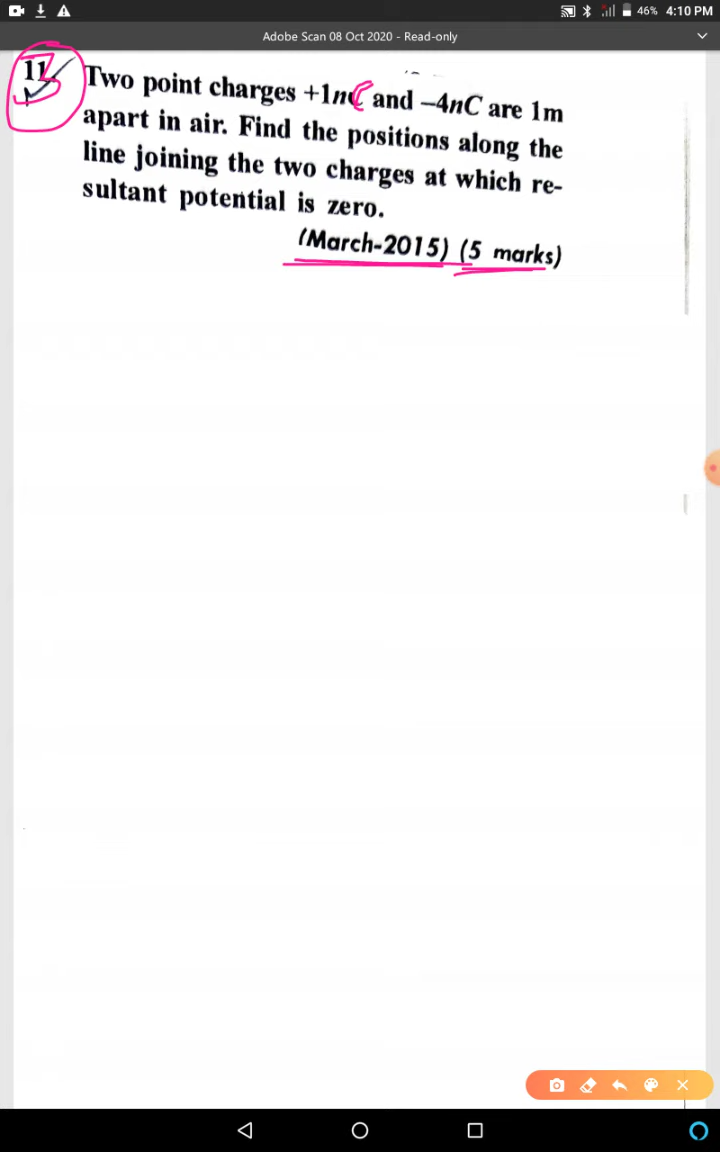 46% 4:10 PM
Adobe Scan 08 Oct 2020 - Read-only
Two point charges +1nC and –4nC are 1m
apart in air. Find the positions along the
line joining the two charges at which re-
sultant potential is zero.
(March-2015) (5 marks)